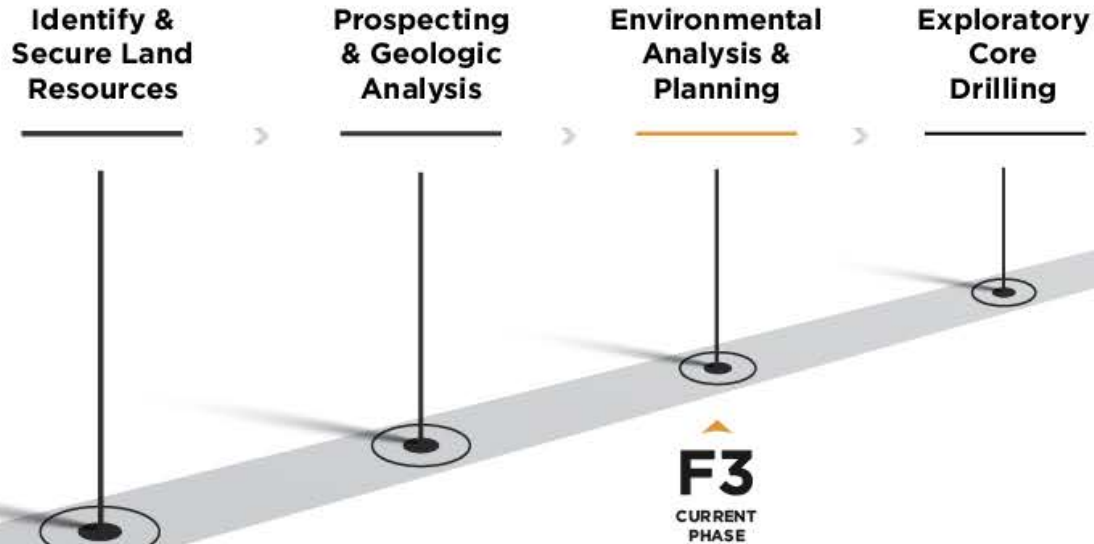 Identify &
Secure Land
Resources
Prospecting
& Geologic
Analysis
Environmental
Analysis &
Planning
Exploratory
Core
Drilling
F3
CURRENT
PHASE